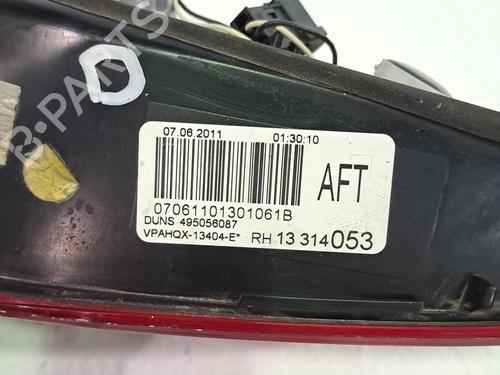 B-PARTS
07.06.2011 01:30:10
AFT
07061101301061B
DUNS 495056087
VPAHQX-13404-E* RH 13 314053